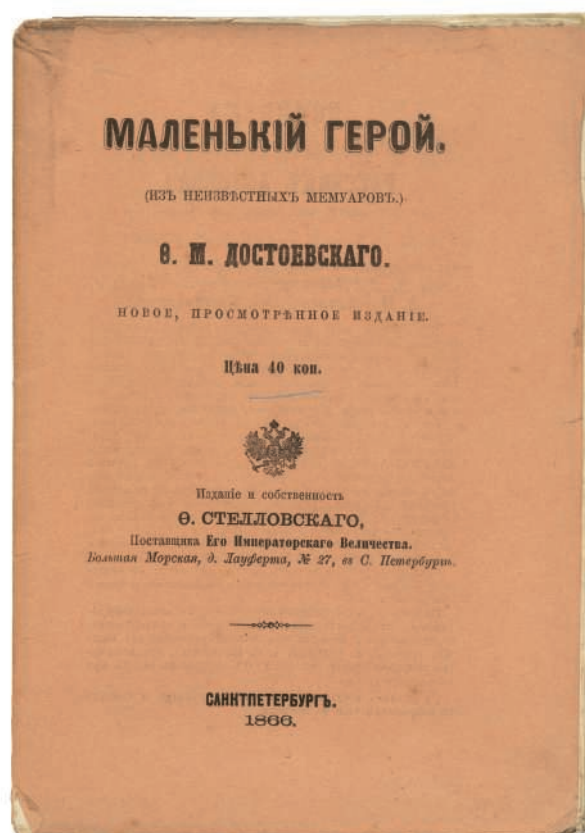 МАЛЕНЬКІЙ ГЕРОЙ.
(ИЗЪ НЕИЗВѢСТНЫХЪ МЕМУАРОВЪ.)
Ѳ. М. ДОСТОЕВСКАГО.
НОВОЕ, ПРОСМОТРѢННОЕ ИЗДАНІЕ.
Цѣна 40 коп.
Изданіе и собственность
Ѳ. СТЕЛЛОВСКАГО,
Поставщика Его Императорскаго Величества.
Большая Морская, д. Лауферта, № 27, въ С. Петербургѣ.
САНКТПЕТЕРБУРГЪ.
1866.